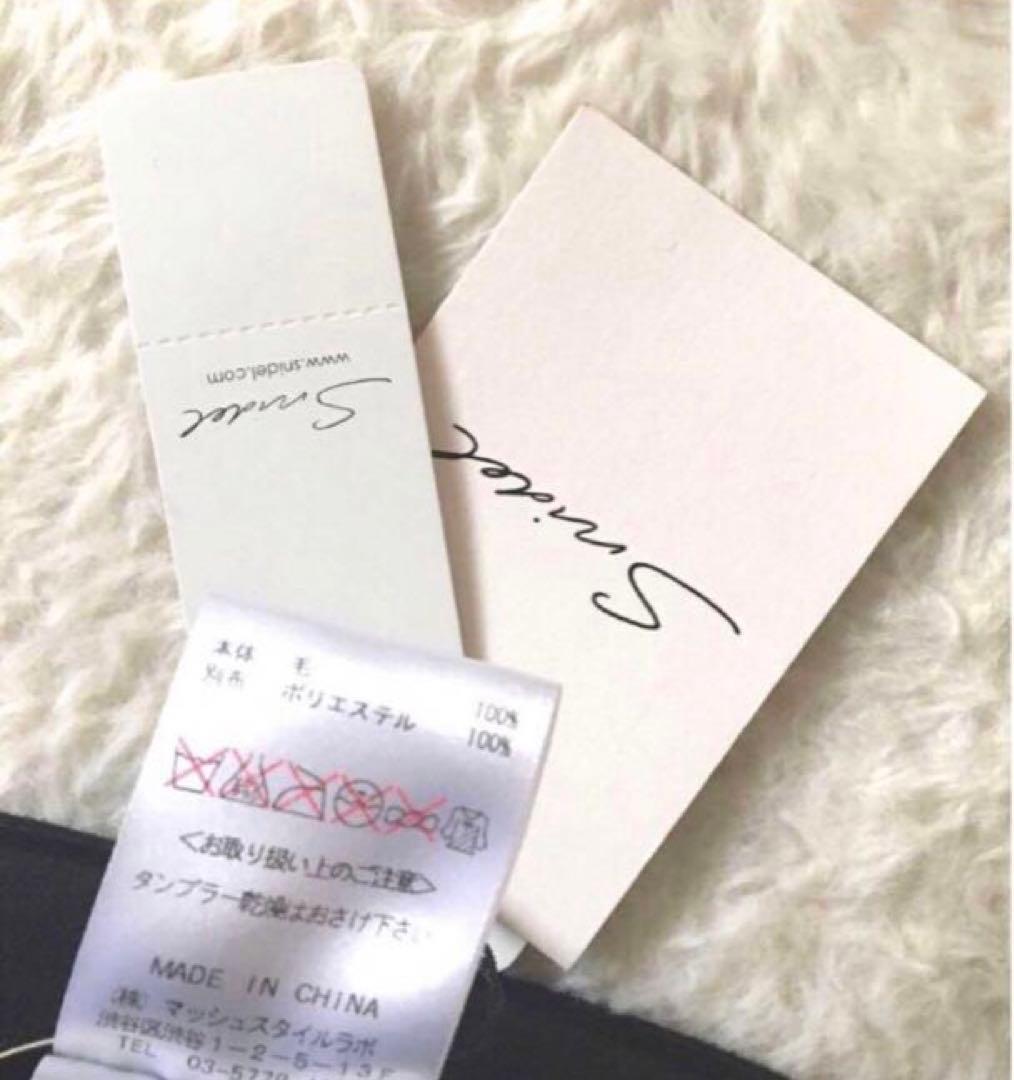 www.snidel.com
Snidel
Snidel
本体 毛 100%
別布 ポリエステル 100%
<お取り扱い上のご注意>
タンブラー乾燥はおさけ下さい
MADE IN CHINA
(株) マッシュスタイルラボ
渋谷区渋谷1-2-5-13F
TEL 03-5778